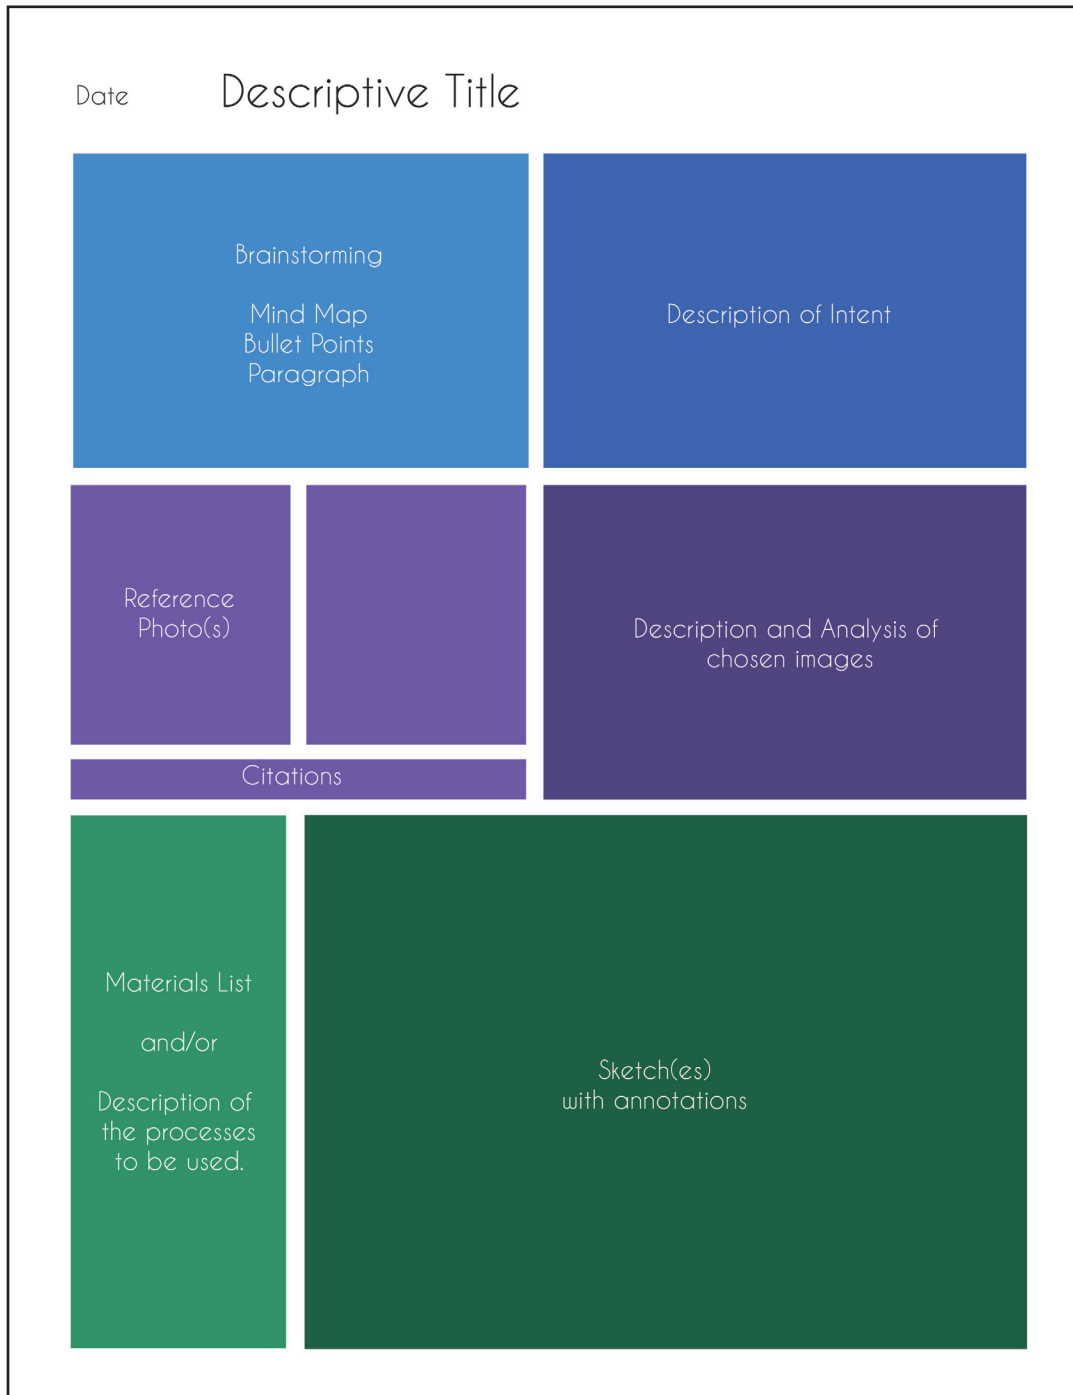 Date
Descriptive Title
Brainstorming
Mind Map
Bullet Points
Paragraph
Description of Intent
Reference
Photo(s)
Description and Analysis of
chosen images
Citations
Materials List
and/or
Description of
the processes
to be used.
Sketch(es)
with annotations